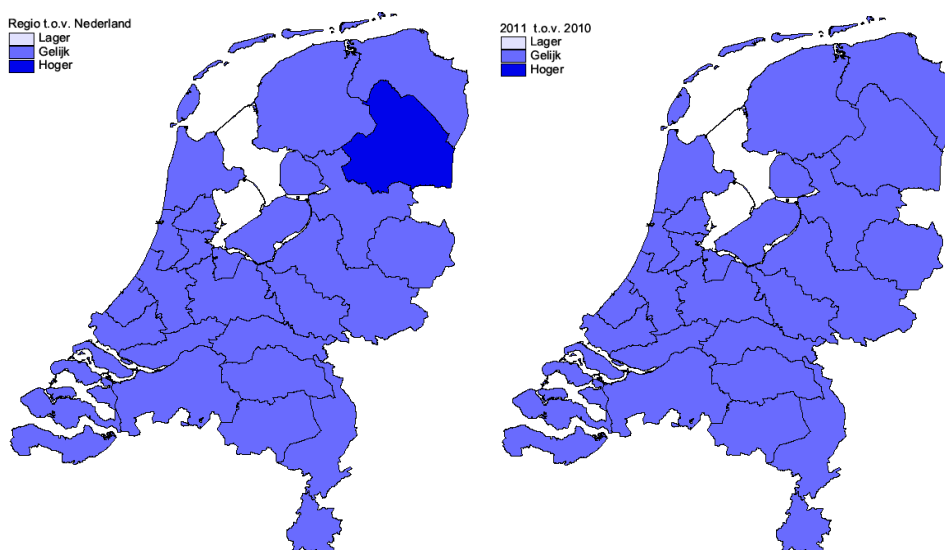 Regio t.o.v. Nederland
Lager
Gelijk
Hoger
2011 t.o.v. 2010
Lager
Gelijk
Hoger